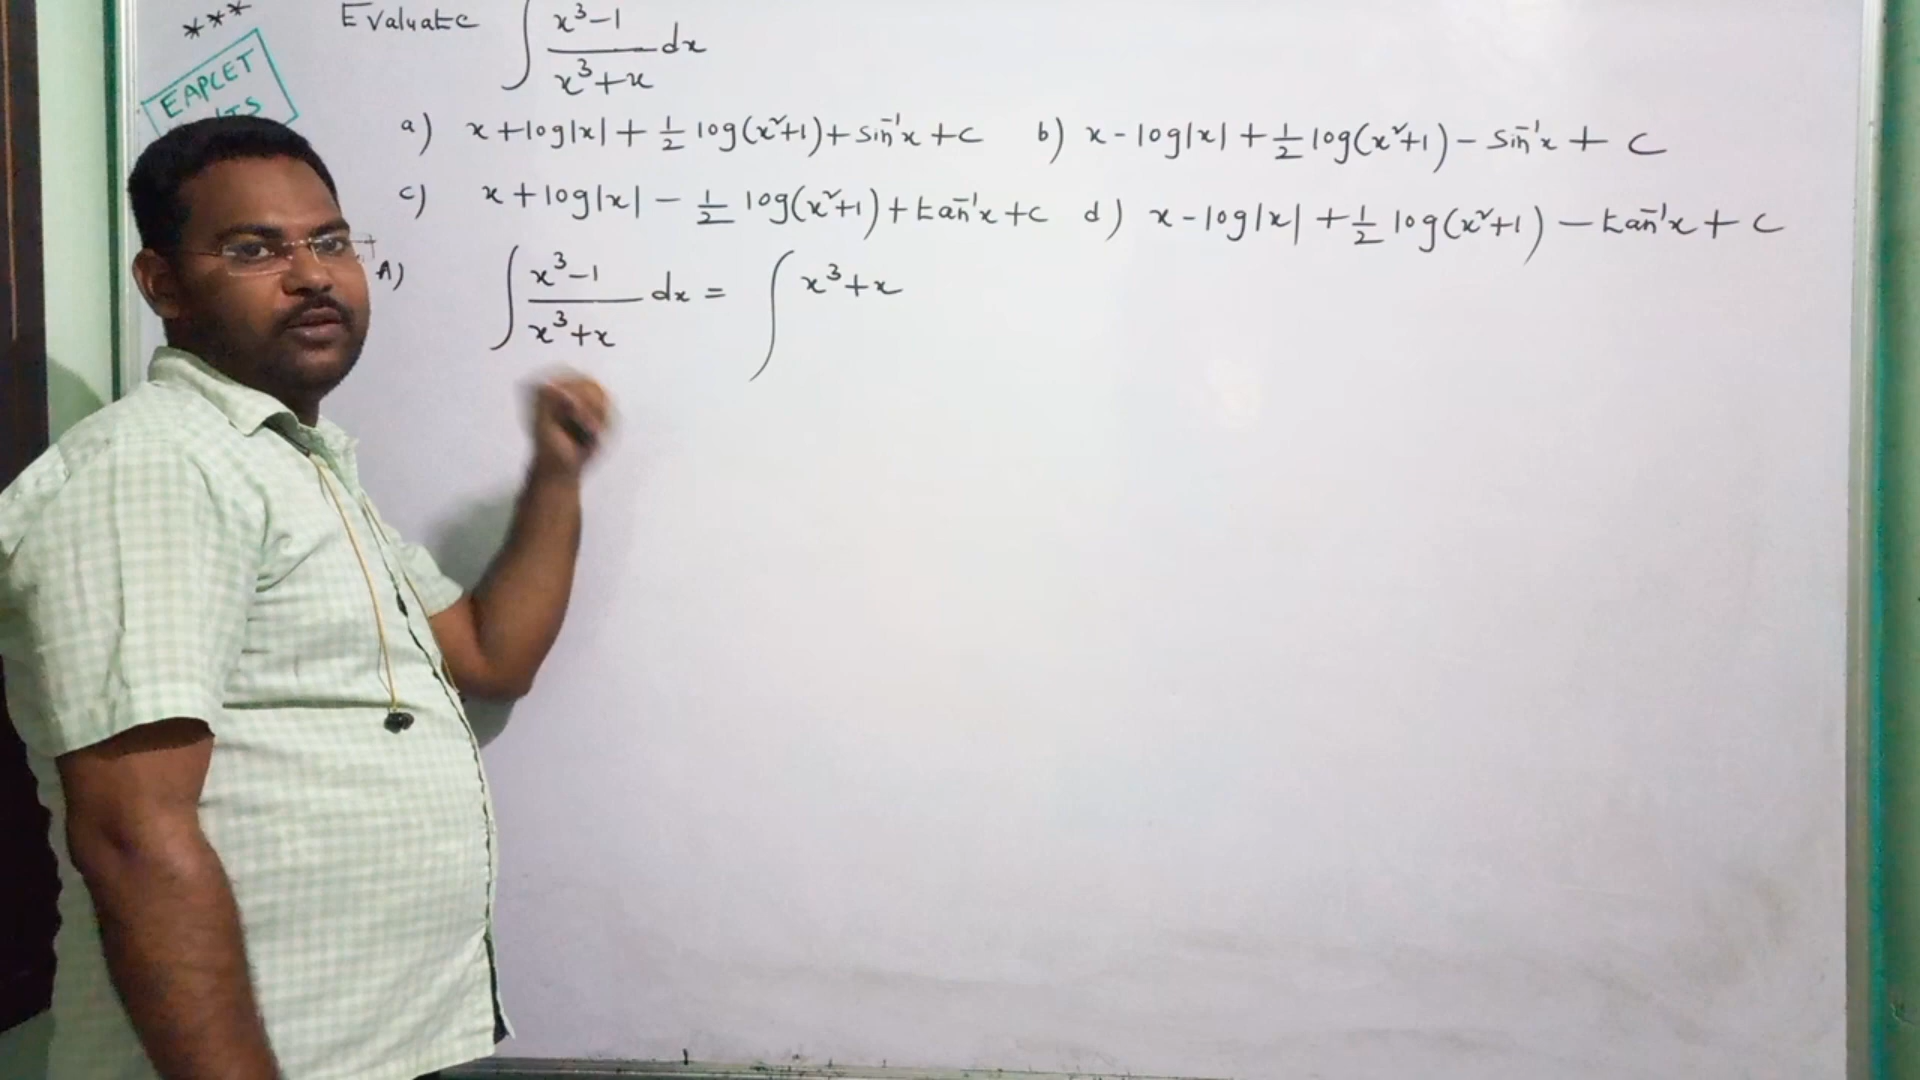 ***
Evaluate ∫ (x³-1)/(x³+x) dx
EAPCET
a) x+log|x|+½ log(x²+1)+sin⁻¹x+c b) x-log|x|+½ log(x²+1)-sin⁻¹x+c
c) x+log|x|-½ log(x²+1)+tan⁻¹x+c d) x-log|x|+½ log(x²+1)-tan⁻¹x+c
A) ∫ (x³-1)/(x³+x) dx = ∫ x³+x